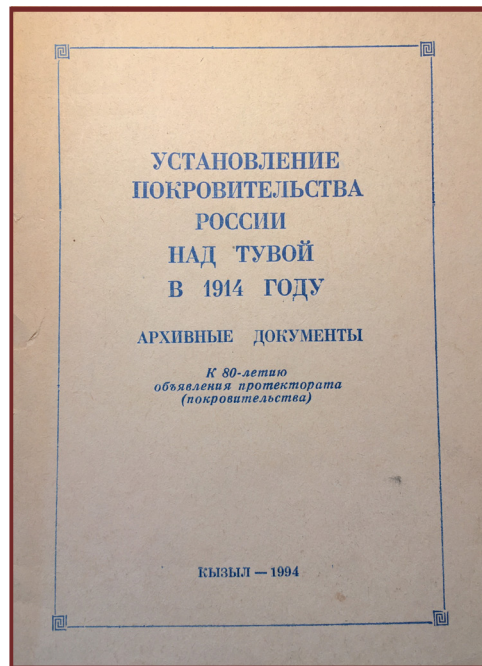 УСТАНОВЛЕНИЕ
ПОКРОВИТЕЛЬСТВА
РОССИИ
НАД ТУВОЙ
В 1914 ГОДУ
АРХИВНЫЕ ДОКУМЕНТЫ
К 80-летию
объявления протектората
(покровительства)
КЫЗЫЛ — 1994